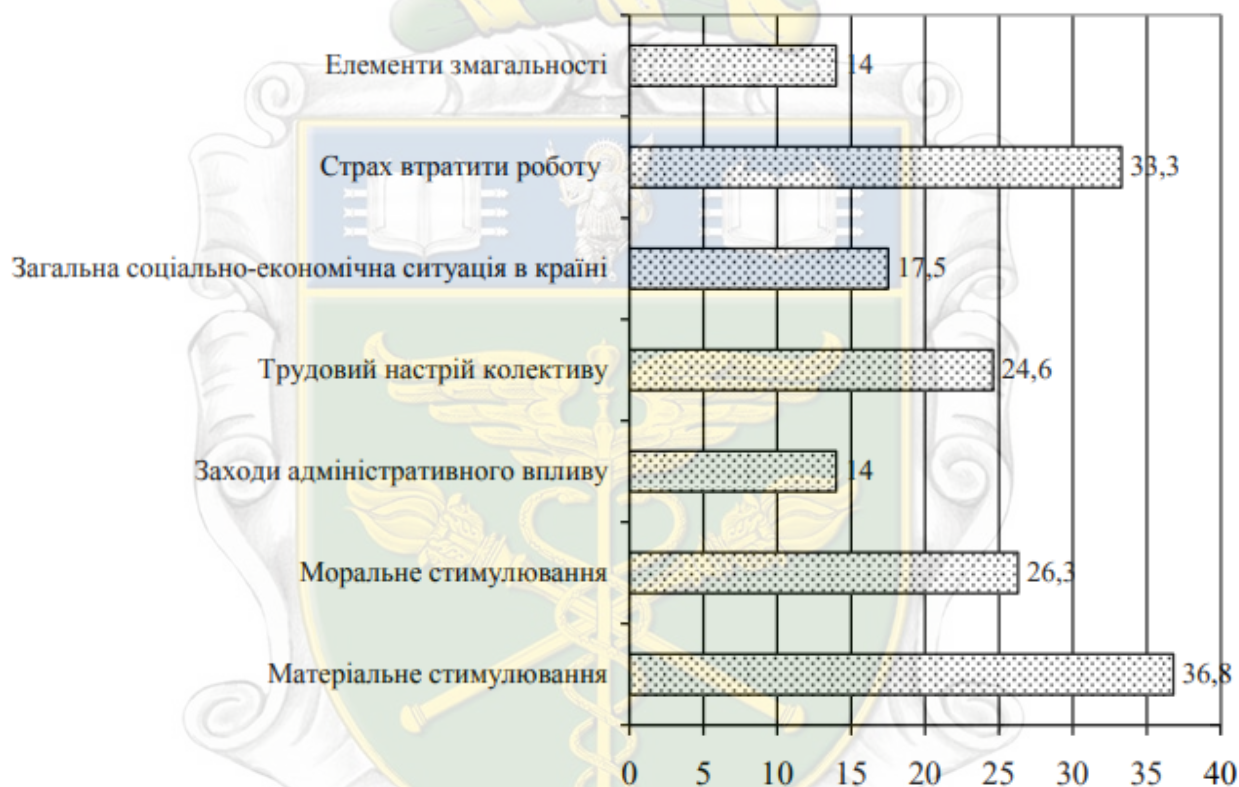 Елементи змагальності
14
Страх втратити роботу
33,3
Загальна соціально-економічна ситуація в країні
17,5
Трудовий настрій колективу
24,6
Заходи адміністративного впливу
14
Моральне стимулювання
26,3
Матеріальне стимулювання
36,8
0 5 10 15 20 25 30 35 40